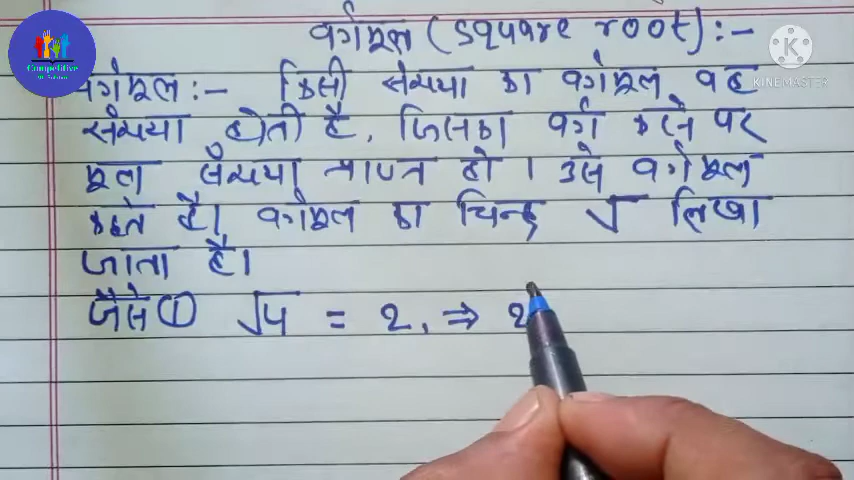 वर्गमूल (square root):-
वर्गमूल:- किसी संख्या का वर्गमूल वह
संख्या होती है, जिसका वर्ग करने पर
मूल संख्या प्राप्त हो। उसे वर्गमूल
कहते है। वर्गमूल का चिन्ह √ लिखा
जाता है।
जैसे ① √4 = 2, ⇒ 2
Competitive
KINEMASTER